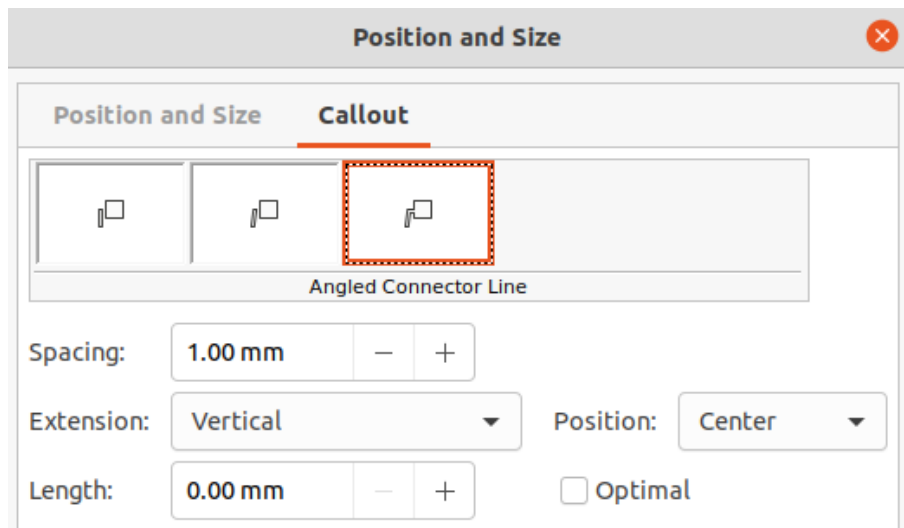 Position and Size
Position and Size Callout
Angled Connector Line
Spacing: 1.00 mm
Extension: Vertical Position: Center
Length: 0.00 mm Optimal